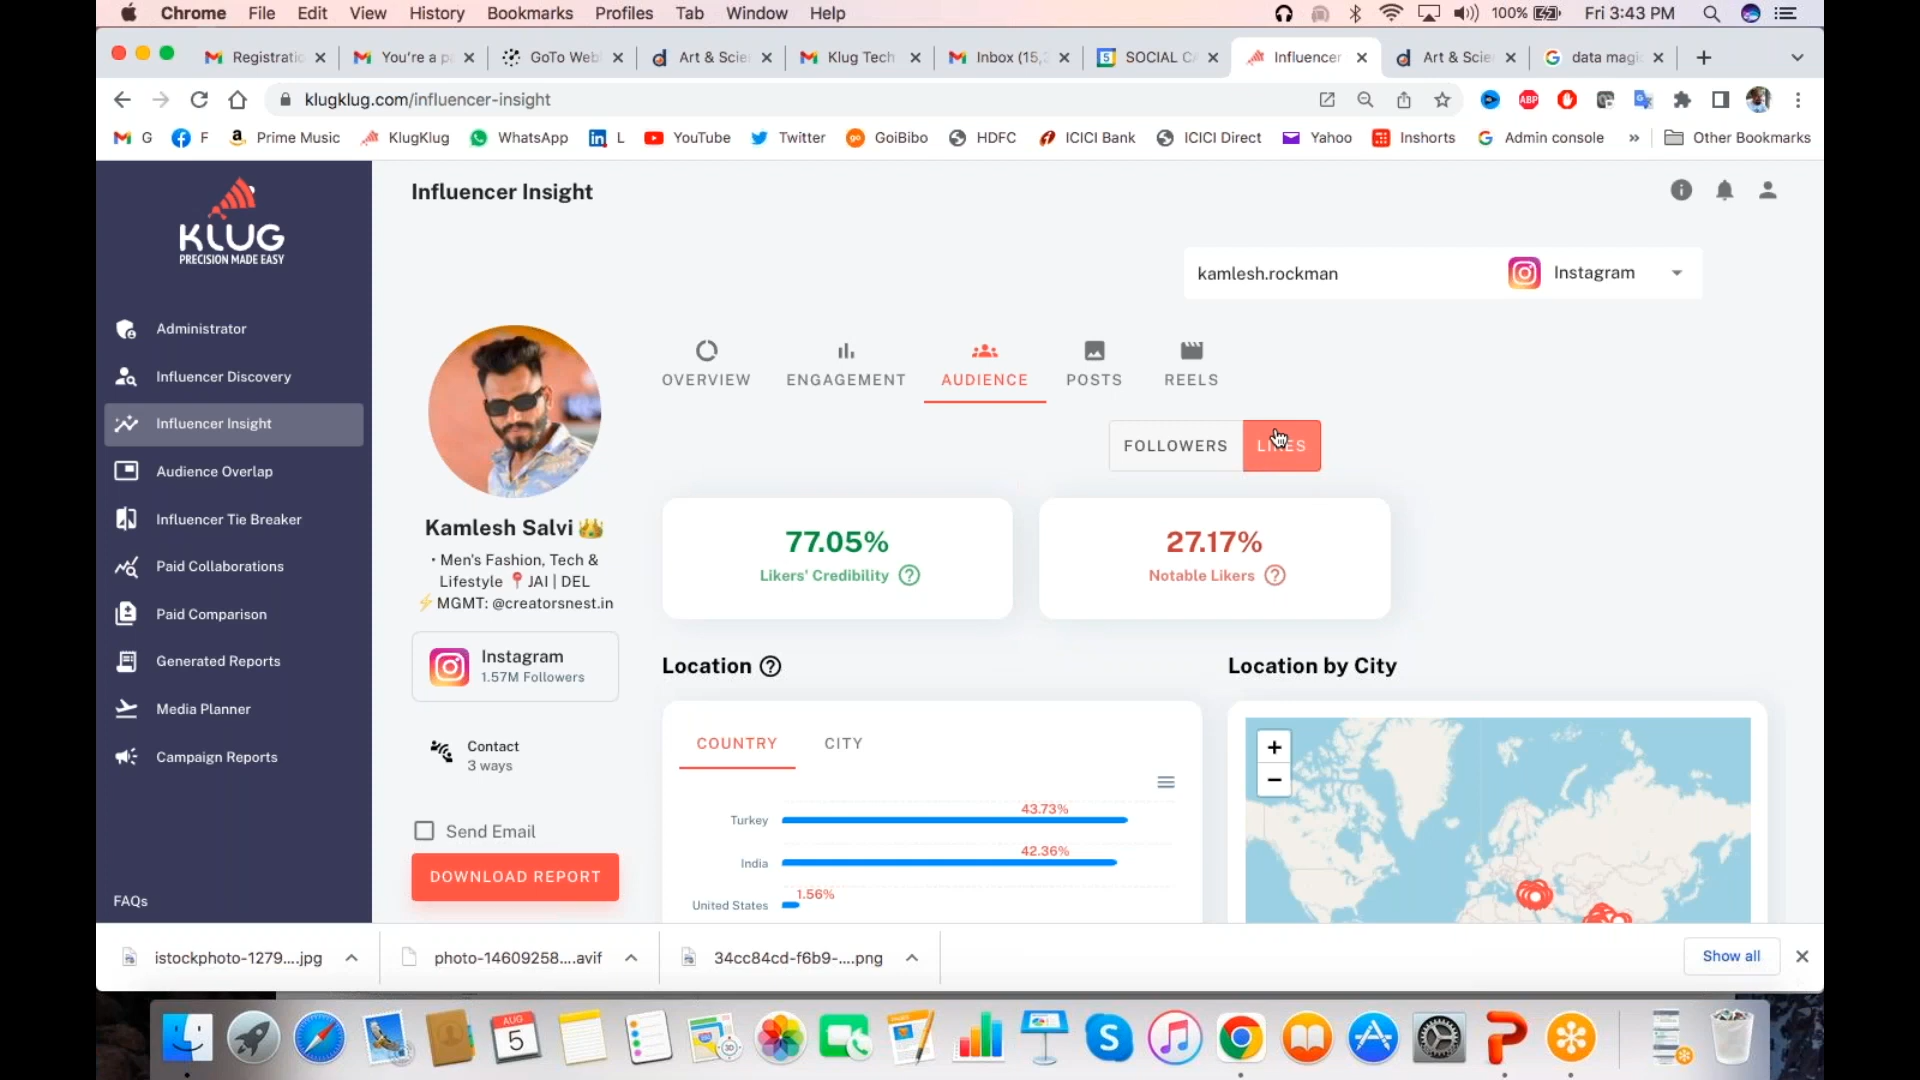 Chrome File Edit View History Bookmarks Profiles Tab Window Help 100% Fri 3:43 PM
Registratic You're a pa GoTo Web Art & Scie Klug Tech Inbox (15, SOCIAL CA Influencer Art & Scie data magi
klugklug.com/influencer-insight ABP
G F Prime Music KlugKlug WhatsApp L YouTube Twitter GoiBibo HDFC ICICI Bank ICICI Direct Yahoo Inshorts Admin console » Other Bookmarks
KLUG
PRECISION MADE EASY
Administrator
Influencer Discovery
Influencer Insight
Audience Overlap
Influencer Tie Breaker
Paid Collaborations
Paid Comparison
Generated Reports
Media Planner
Campaign Reports
FAQs
Influencer Insight
kamlesh.rockman Instagram
OVERVIEW ENGAGEMENT AUDIENCE POSTS REELS
FOLLOWERS LIKES
Kamlesh Salvi
• Men's Fashion, Tech &
Lifestyle 📍 JAI | DEL
⚡MGMT: @creatorsnest.in
Instagram
1.57M Followers
Contact
3 ways
Send Email
DOWNLOAD REPORT
77.05%
Likers' Credibility ?
27.17%
Notable Likers ?
Location ?
COUNTRY CITY
Turkey 43.73%
India 42.36%
United States 1.56%
Location by City
+
−
istockphoto-1279....jpg photo-14609258....avif 34cc84cd-f6b9-....png Show all
AUG
5